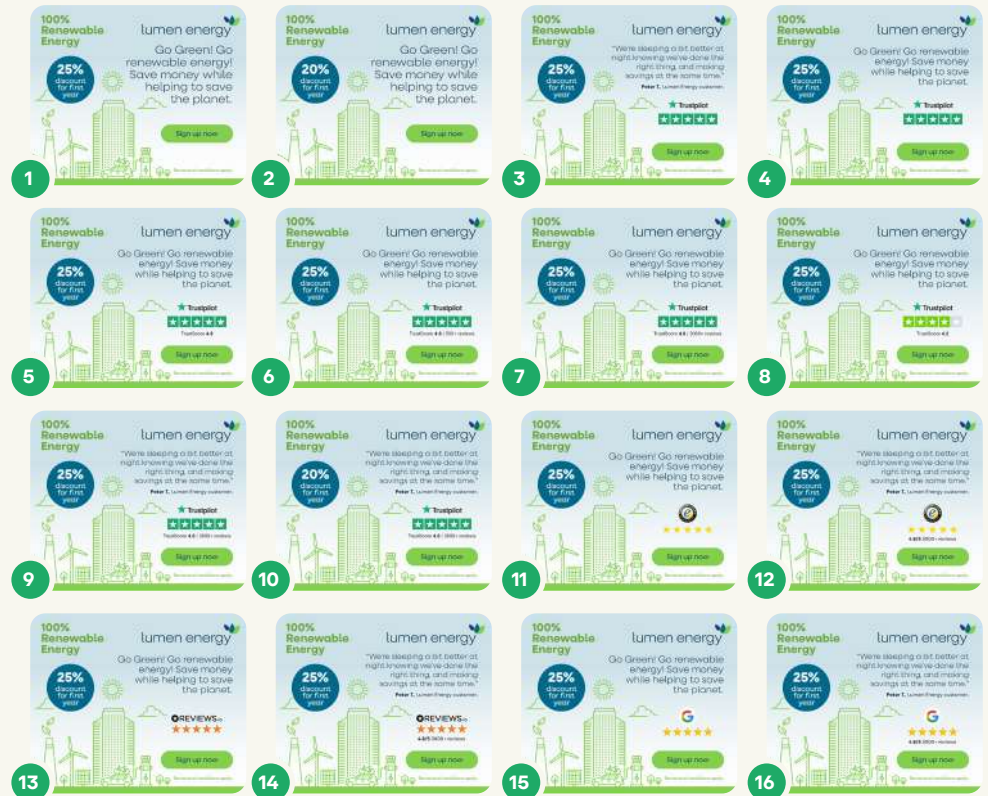 100%
Renewable
Energy
lumen energy
Go Green! Go
renewable energy!
Save money while
helping to save
the planet.
25%
discount
for first
year
Sign up now
1
100%
Renewable
Energy
lumen energy
Go Green! Go
renewable energy!
Save money while
helping to save
the planet.
20%
discount
for first
year
Sign up now
2
100%
Renewable
Energy
lumen energy
"We're sleeping a bit better at
night knowing we've done the
right thing, and making
savings at the same time."
Peter T, Lumen Energy customer.
25%
discount
for first
year
Trustpilot
Sign up now
3
100%
Renewable
Energy
lumen energy
Go Green! Go renewable
energy! Save money
while helping to save
the planet.
25%
discount
for first
year
Trustpilot
Sign up now
4
100%
Renewable
Energy
lumen energy
Go Green! Go renewable
energy! Save money
while helping to save
the planet.
25%
discount
for first
year
Trustpilot
Sign up now
5
100%
Renewable
Energy
lumen energy
Go Green! Go renewable
energy! Save money
while helping to save
the planet.
25%
discount
for first
year
Trustpilot
Sign up now
6
100%
Renewable
Energy
lumen energy
Go Green! Go renewable
energy! Save money
while helping to save
the planet.
25%
discount
for first
year
Trustpilot
Sign up now
7
100%
Renewable
Energy
lumen energy
Go Green! Go renewable
energy! Save money
while helping to save
the planet.
25%
discount
for first
year
Trustpilot
Sign up now
8
100%
Renewable
Energy
lumen energy
"We're sleeping a bit better at
night knowing we've done the
right thing, and making
savings at the same time."
Peter T, Lumen Energy customer.
25%
discount
for first
year
Trustpilot
Sign up now
9
100%
Renewable
Energy
lumen energy
"We're sleeping a bit better at
night knowing we've done the
right thing, and making
savings at the same time."
Peter T, Lumen Energy customer.
20%
discount
for first
year
Trustpilot
Sign up now
10
100%
Renewable
Energy
lumen energy
Go Green! Go renewable
energy! Save money
while helping to save
the planet.
25%
discount
for first
year
Sign up now
11
100%
Renewable
Energy
lumen energy
"We're sleeping a bit better at
night knowing we've done the
right thing, and making
savings at the same time."
Peter T, Lumen Energy customer.
25%
discount
for first
year
Sign up now
12
100%
Renewable
Energy
lumen energy
Go Green! Go renewable
energy! Save money
while helping to save
the planet.
25%
discount
for first
year
REVIEWS
Sign up now
13
100%
Renewable
Energy
lumen energy
"We're sleeping a bit better at
night knowing we've done the
right thing, and making
savings at the same time."
Peter T, Lumen Energy customer.
25%
discount
for first
year
REVIEWS
Sign up now
14
100%
Renewable
Energy
lumen energy
Go Green! Go renewable
energy! Save money
while helping to save
the planet.
25%
discount
for first
year
G
Sign up now
15
100%
Renewable
Energy
lumen energy
"We're sleeping a bit better at
night knowing we've done the
right thing, and making
savings at the same time."
Peter T, Lumen Energy customer.
25%
discount
for first
year
G
Sign up now
16